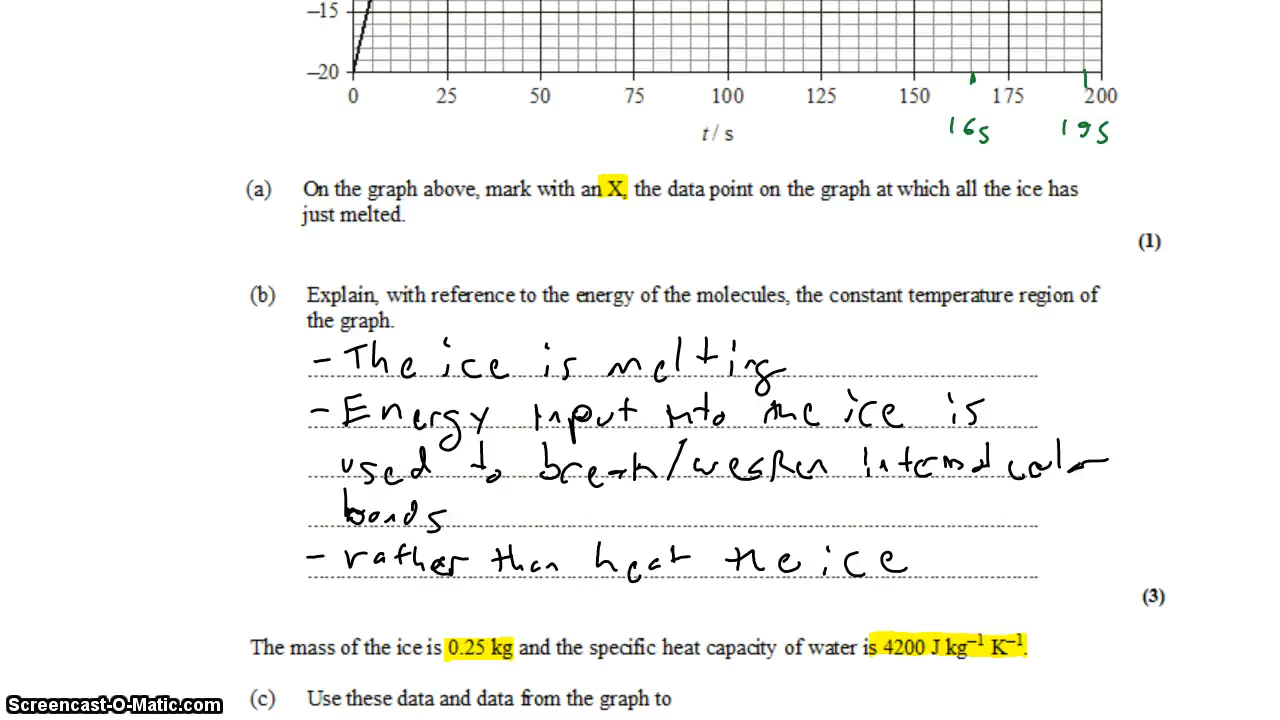 –15
–20
0 25 50 75 100 125 150 175 200
165 195
t / s
(a) On the graph above, mark with an X, the data point on the graph at which all the ice has
just melted.
(1)
(b) Explain, with reference to the energy of the molecules, the constant temperature region of
the graph.
- The ice is melting
- Energy input into the ice is
used to break/weaken intermolecular
bonds
- rather than heat the ice
(3)
The mass of the ice is 0.25 kg and the specific heat capacity of water is 4200 J kg⁻¹ K⁻¹.
(c) Use these data and data from the graph to
Screencast-O-Matic.com